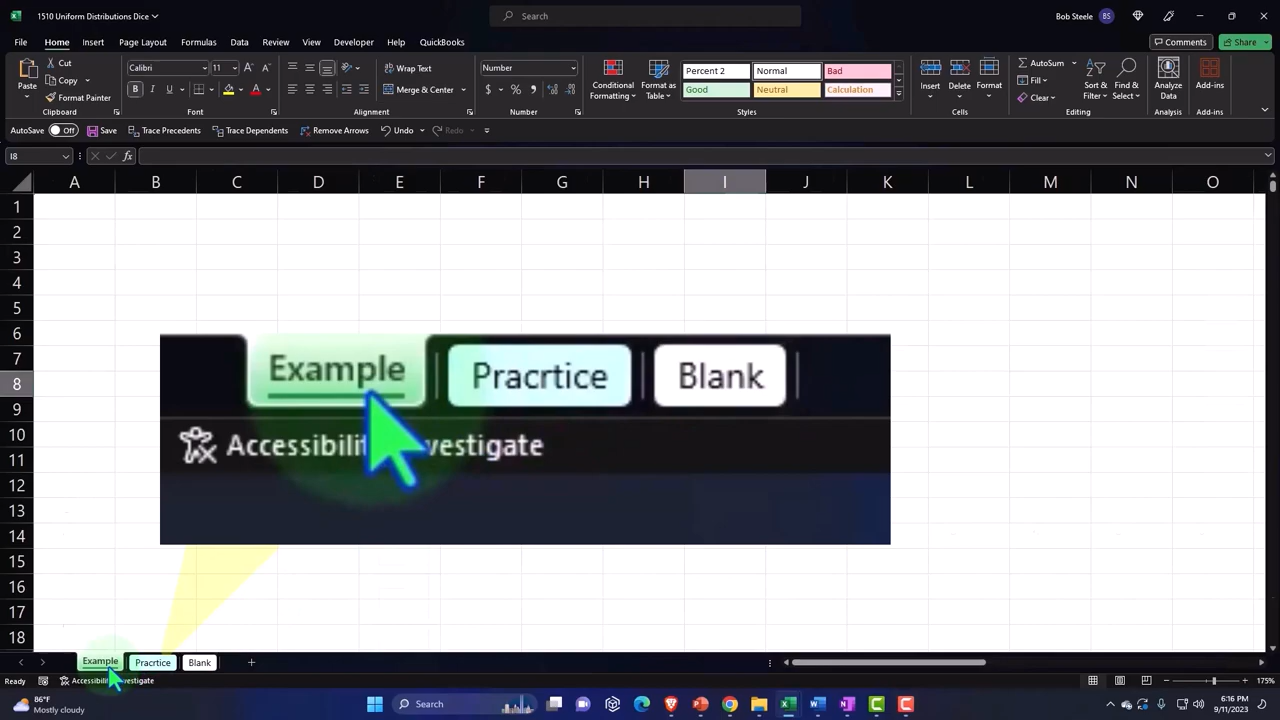 1510 Uniform Distributions Dice
Search
Bob Steele BS
File Home Insert Page Layout Formulas Data Review View Developer Help QuickBooks
Comments Share
Paste
Cut
Copy
Format Painter
Clipboard
Calibri 11
B I U
Font
Wrap Text
Merge & Center
Alignment
Number
$ % ,
Number
Conditional Formatting
Format as Table
Percent 2 Normal Bad
Good Neutral Calculation
Styles
Insert Delete Format
Cells
AutoSum
Fill
Clear
Sort & Filter
Find & Select
Editing
Analyze Data
Analysis
Add-ins
Add-ins
AutoSave Off Save Trace Precedents Trace Dependents Remove Arrows Undo Redo
I8 fx
A B C D E F G H I J K L M N O
1
2
3
4
5
6
7
8
9
10
11
12
13
14
15
16
17
18
Example Pracrtice Blank
Accessibilit vestigate
Example Pracrtice Blank
Ready Accessibility: Investigate 175%
86°F
Mostly cloudy
Search
6:16 PM
9/11/2023